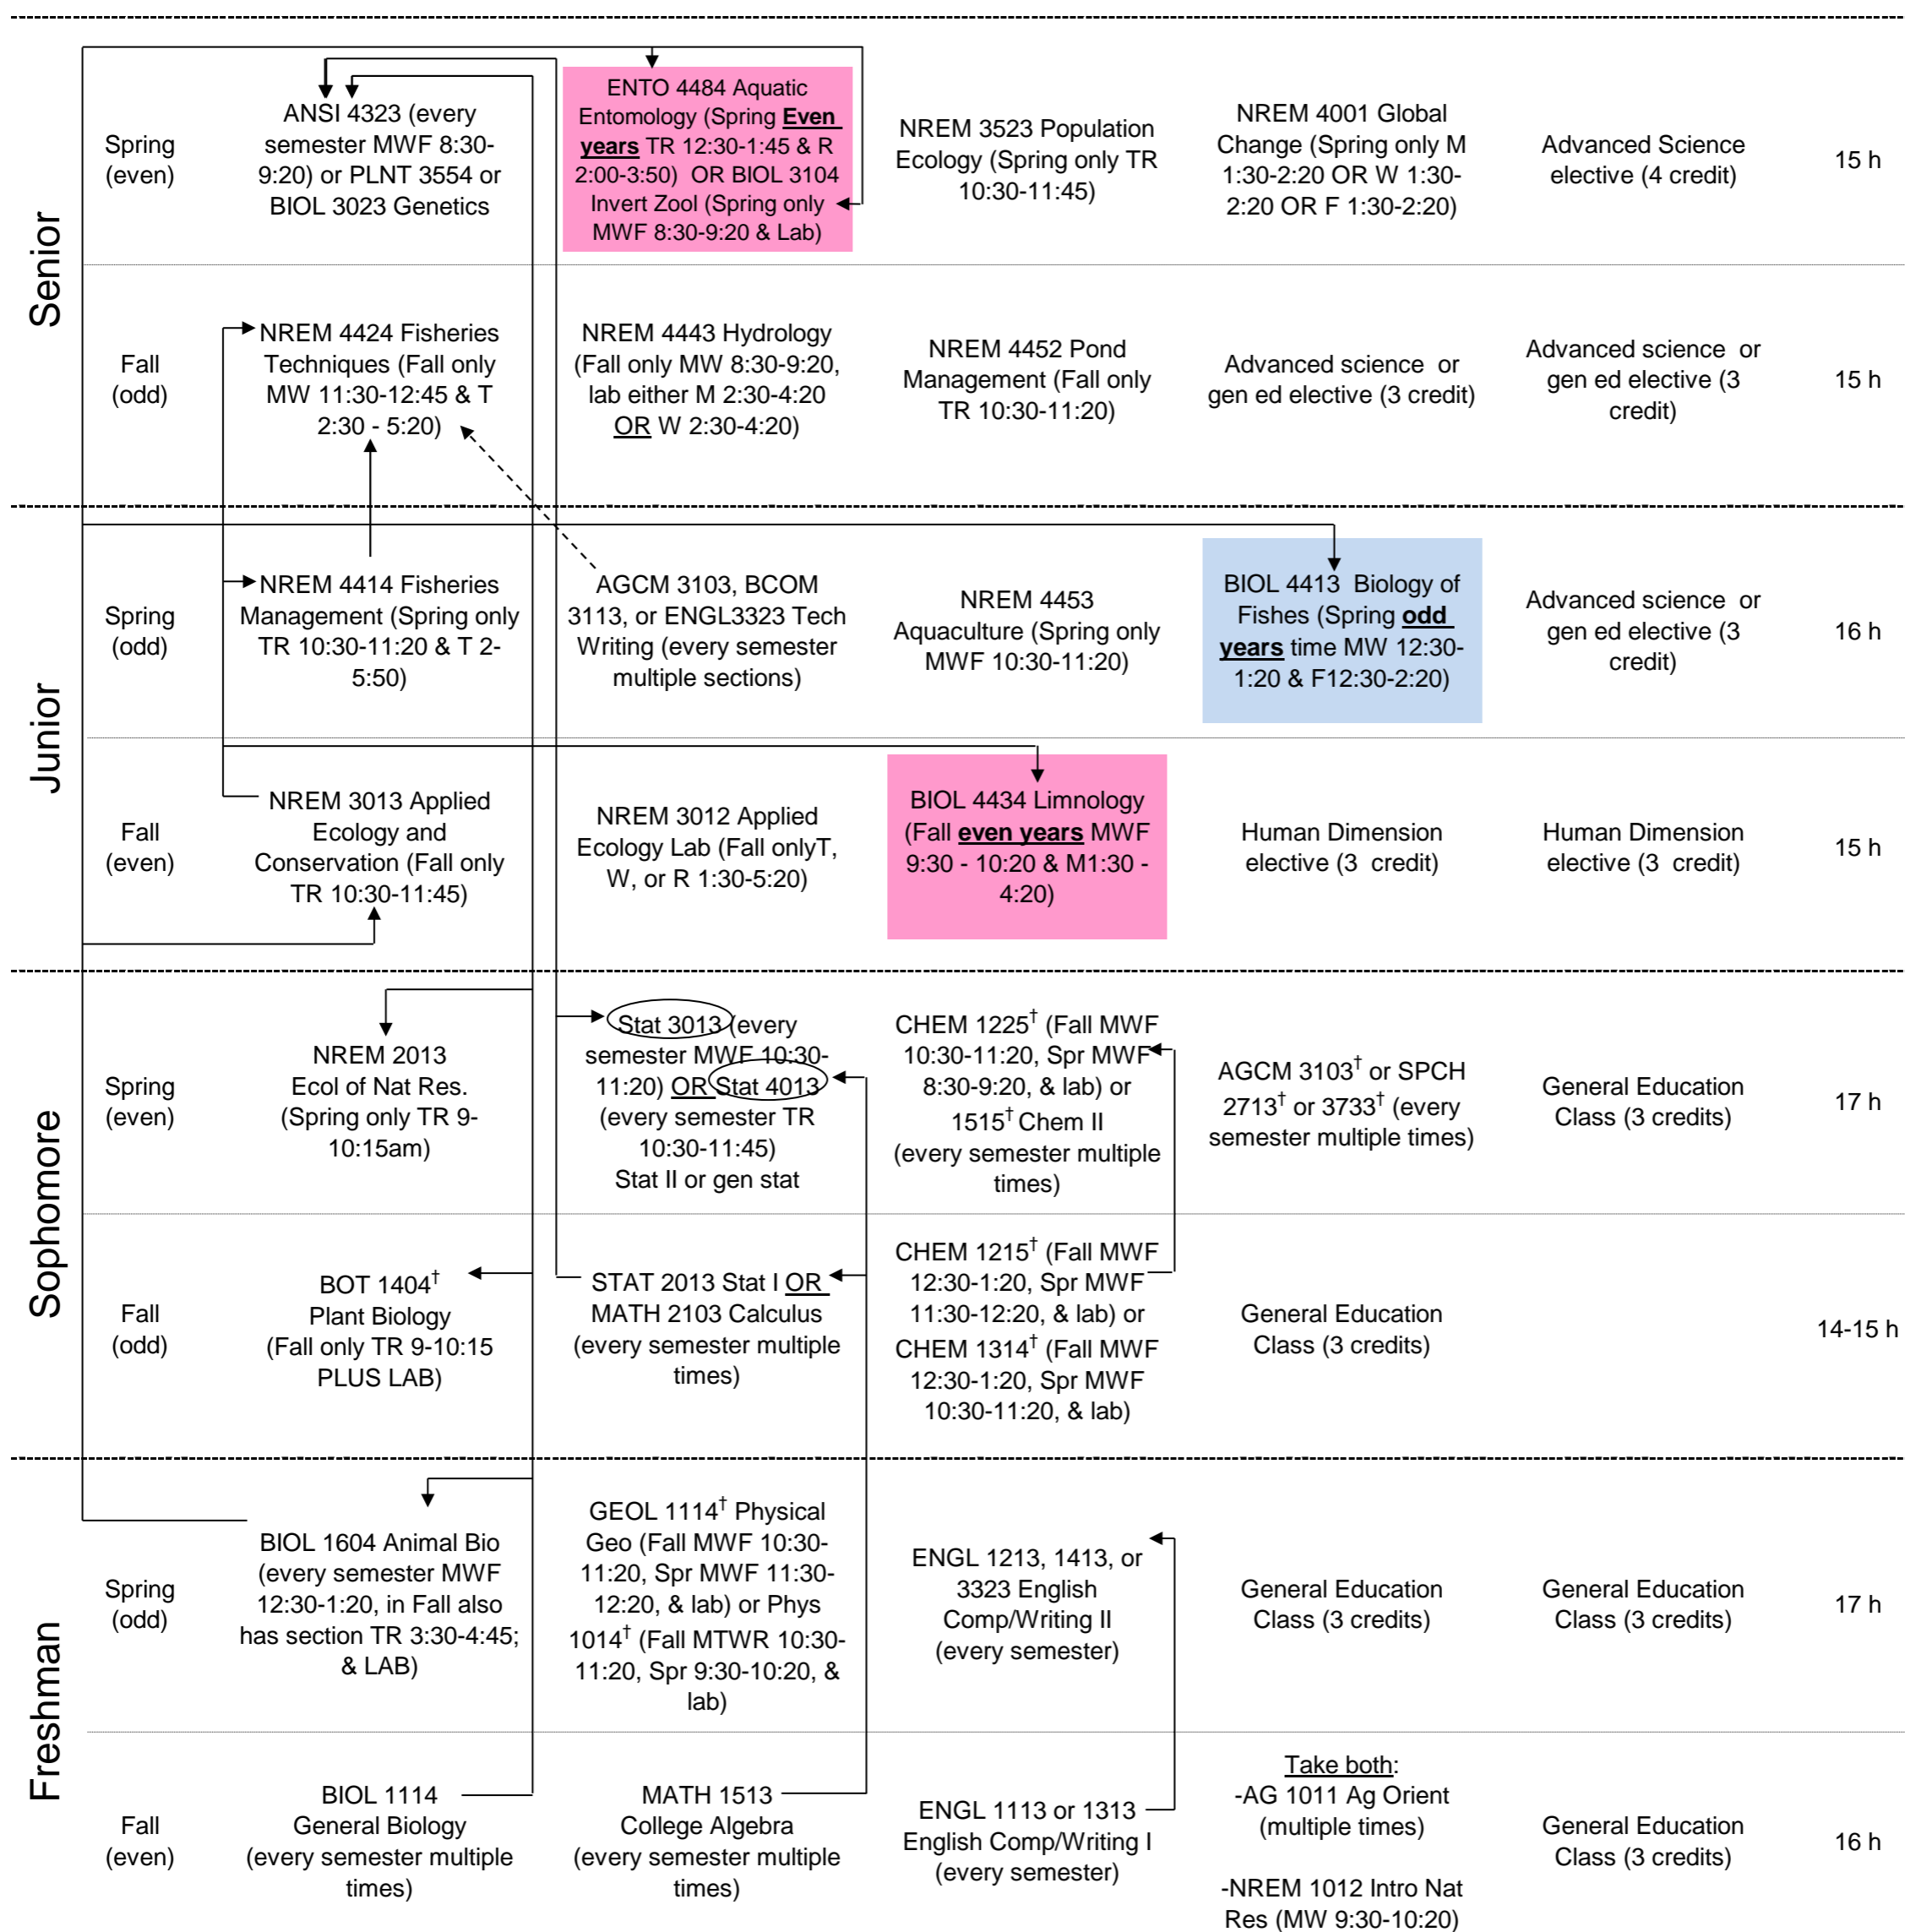 Senior
Spring
(even)
ANSI 4323 (every
semester MWF 8:30-
9:20) or PLNT 3554 or
BIOL 3023 Genetics
ENTO 4484 Aquatic
Entomology (Spring Even
years TR 12:30-1:45 & R
2:00-3:50)  OR BIOL 3104
Invert Zool (Spring only
MWF 8:30-9:20 & Lab)
NREM 3523 Population
Ecology (Spring only TR
10:30-11:45)
NREM 4001 Global
Change (Spring only M
1:30-2:20 OR W 1:30-
2:20 OR F 1:30-2:20)
Advanced Science
elective (4 credit)
15 h
Fall
(odd)
NREM 4424 Fisheries
Techniques (Fall only
MW 11:30-12:45 & T
2:30 - 5:20)
NREM 4443 Hydrology
(Fall only MW 8:30-9:20,
lab either M 2:30-4:20
OR W 2:30-4:20)
NREM 4452 Pond
Management (Fall only
TR 10:30-11:20)
Advanced science  or
gen ed elective (3 credit)
Advanced science  or
gen ed elective (3
credit)
15 h
Junior
Spring
(odd)
NREM 4414 Fisheries
Management (Spring only
TR 10:30-11:20 & T 2-
5:50)
AGCM 3103, BCOM
3113, or ENGL3323 Tech
Writing (every semester
multiple sections)
NREM 4453
Aquaculture (Spring only
MWF 10:30-11:20)
BIOL 4413  Biology of
Fishes (Spring odd
years time MW 12:30-
1:20 & F12:30-2:20)
Advanced science  or
gen ed elective (3
credit)
16 h
Fall
(even)
NREM 3013 Applied
Ecology and
Conservation (Fall only
TR 10:30-11:45)
NREM 3012 Applied
Ecology Lab (Fall onlyT,
W, or R 1:30-5:20)
BIOL 4434 Limnology
(Fall even years MWF
9:30 - 10:20 & M1:30 -
4:20)
Human Dimension
elective (3  credit)
Human Dimension
elective (3  credit)
15 h
Sophomore
Spring
(even)
NREM 2013
Ecol of Nat Res.
(Spring only TR 9-
10:15am)
Stat 3013 (every
semester MWF 10:30-
11:20) OR Stat 4013
(every semester TR
10:30-11:45)
Stat II or gen stat
CHEM 1225† (Fall MWF
10:30-11:20, Spr MWF
8:30-9:20, & lab) or
1515† Chem II
(every semester multiple
times)
AGCM 3103† or SPCH
2713† or 3733† (every
semester multiple times)
General Education
Class (3 credits)
17 h
Fall
(odd)
BOT 1404†
Plant Biology
(Fall only TR 9-10:15
PLUS LAB)
STAT 2013 Stat I OR
MATH 2103 Calculus
(every semester multiple
times)
CHEM 1215† (Fall MWF
12:30-1:20, Spr MWF
11:30-12:20, & lab) or
CHEM 1314† (Fall MWF
12:30-1:20, Spr MWF
10:30-11:20, & lab)
General Education
Class (3 credits)
14-15 h
Freshman
Spring
(odd)
BIOL 1604 Animal Bio
(every semester MWF
12:30-1:20, in Fall also
has section TR 3:30-4:45;
& LAB)
GEOL 1114† Physical
Geo (Fall MWF 10:30-
11:20, Spr MWF 11:30-
12:20, & lab) or Phys
1014† (Fall MTWR 10:30-
11:20, Spr 9:30-10:20, &
lab)
ENGL 1213, 1413, or
3323 English
Comp/Writing II
(every semester)
General Education
Class (3 credits)
General Education
Class (3 credits)
17 h
Fall
(even)
BIOL 1114
General Biology
(every semester multiple
times)
MATH 1513
College Algebra
(every semester multiple
times)
ENGL 1113 or 1313
English Comp/Writing I
(every semester)
Take both:
-AG 1011 Ag Orient
(multiple times)
-NREM 1012 Intro Nat
Res (MW 9:30-10:20)
General Education
Class (3 credits)
16 h